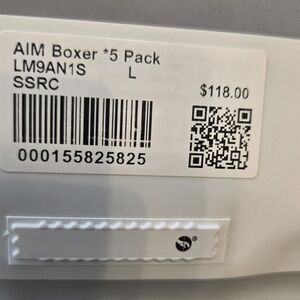 AIM Boxer *5 Pack
LM9AN1S L
SSRC
$118.00
000155825825
®